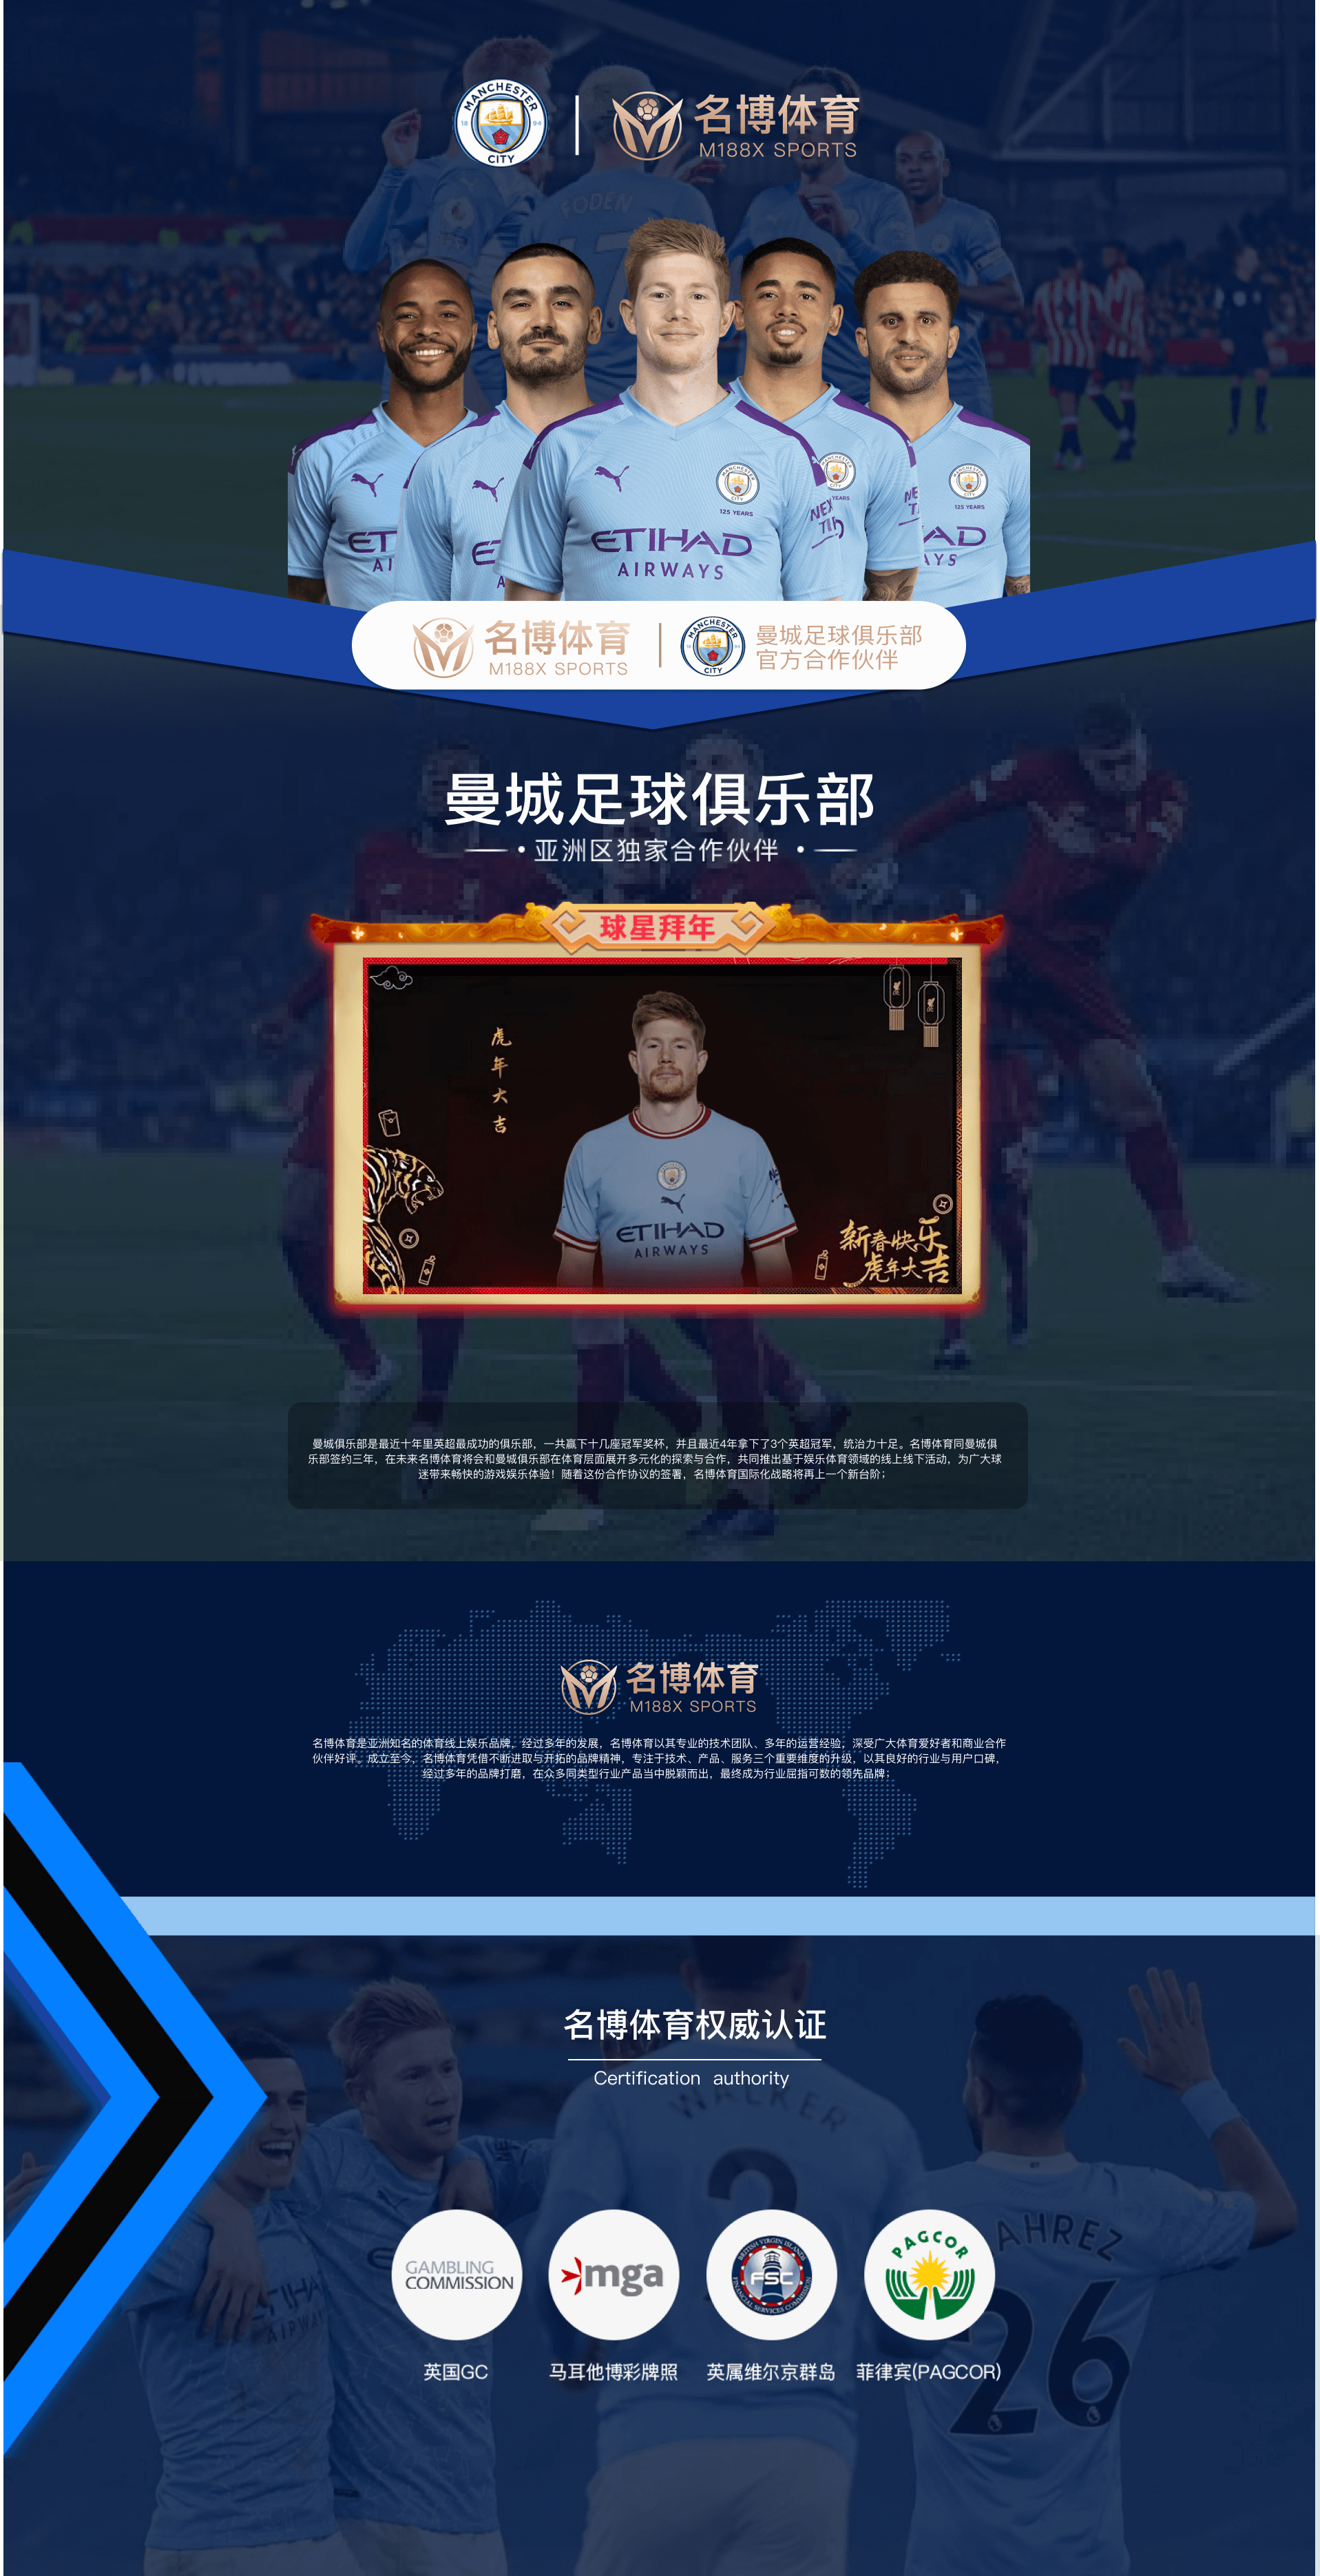 MANCHESTER
18 94
CITY
名博体育
M188X SPORTS
FODEN
125 YEARS
YEARS
125 YEARS
ETIHAD
AIRWAYS
名博体育
M188X SPORTS
MANCHESTER
CITY
曼城足球俱乐部
官方合作伙伴
曼城足球俱乐部
亚洲区独家合作伙伴
球星拜年
虎年大吉
ETIHAD
AIRWAYS
新春快乐
虎年大吉
曼城俱乐部是最近十年里英超最成功的俱乐部，一共赢下十几座冠军奖杯，并且最近4年拿下了3个英超冠军，统治力十足。名博体育同曼城俱
乐部签约三年，在未来名博体育将会和曼城俱乐部在体育层面展开多元化的探索与合作，共同推出基于娱乐体育领域的线上线下活动，为广大球
迷带来畅快的游戏娱乐体验！随着这份合作协议的签署，名博体育国际化战略将再上一个新台阶；
名博体育
M188X SPORTS
名博体育是亚洲知名的体育线上娱乐品牌，经过多年的发展，名博体育以其专业的技术团队、多年的运营经验，深受广大体育爱好者和商业合作
伙伴好评。成立至今，名博体育凭借不断进取与开拓的品牌精神，专注于技术、产品、服务三个重要维度的升级，以其良好的行业与用户口碑，
经过多年的品牌打磨，在众多同类型行业产品当中脱颖而出，最终成为行业屈指可数的领先品牌；
名博体育权威认证
Certification authority
WALKER
2
AHREZ
26
GAMBLING
COMMISSION
mga
BRITISH VIRGIN ISLANDS
FSC
FINANCIAL SERVICES COMMISSION
PAGCOR
英国GC
马耳他博彩牌照
英属维尔京群岛
菲律宾(PAGCOR)